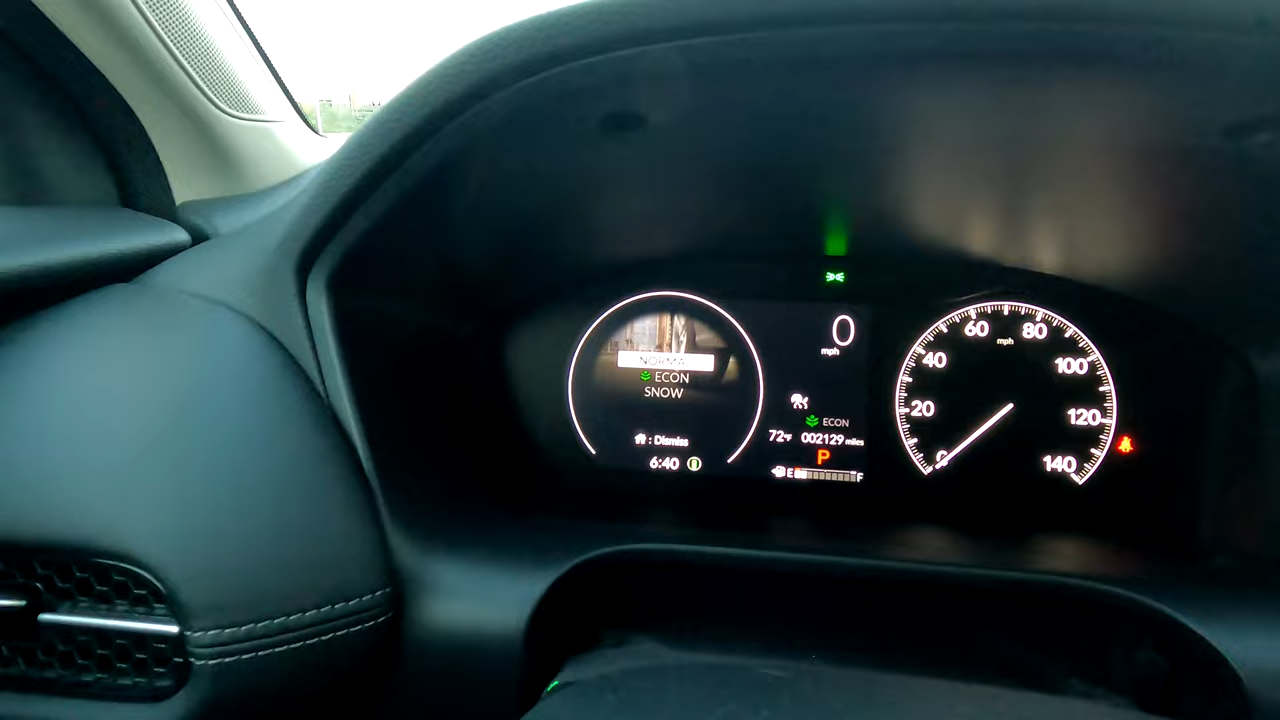 NORMAL
ECON
SNOW
: Dismiss
6:40
0
mph
ECON
72°F 002129 miles
P
E F
0
20
40
60
80
100
120
140
mph